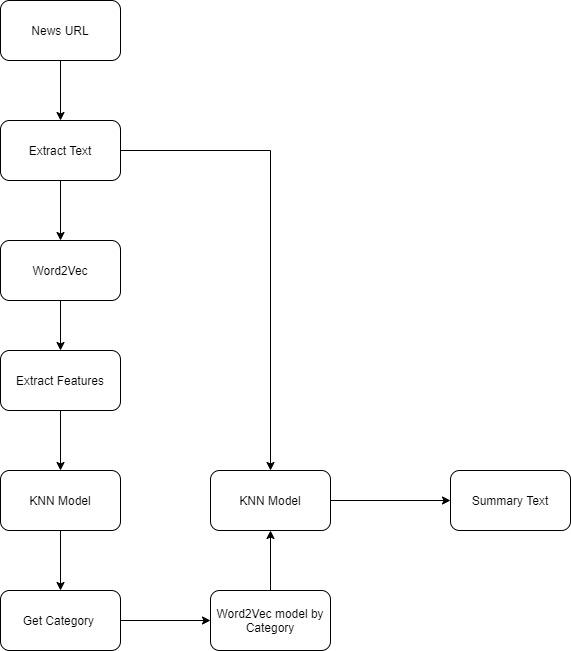 News URL
Extract Text
Word2Vec
Extract Features
KNN Model
KNN Model
Summary Text
Get Category
Word2Vec model by
Category